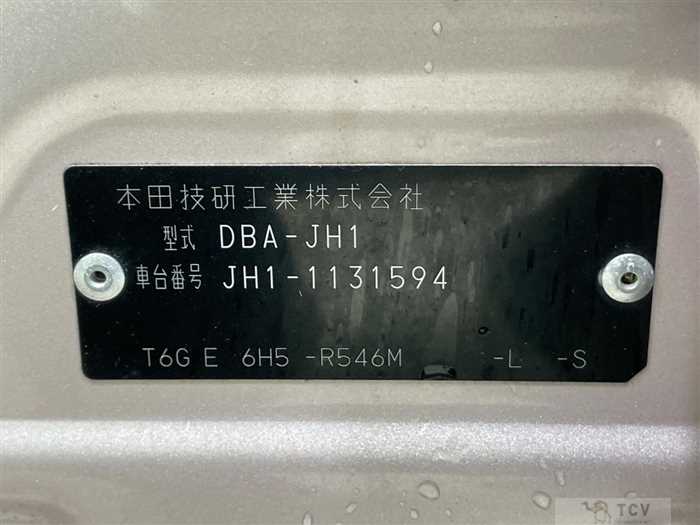 本田技研工業株式会社
型式 DBA-JH1
車台番号 JH1-1131594
T6G E 6H5 -R546M -L -S
TCV